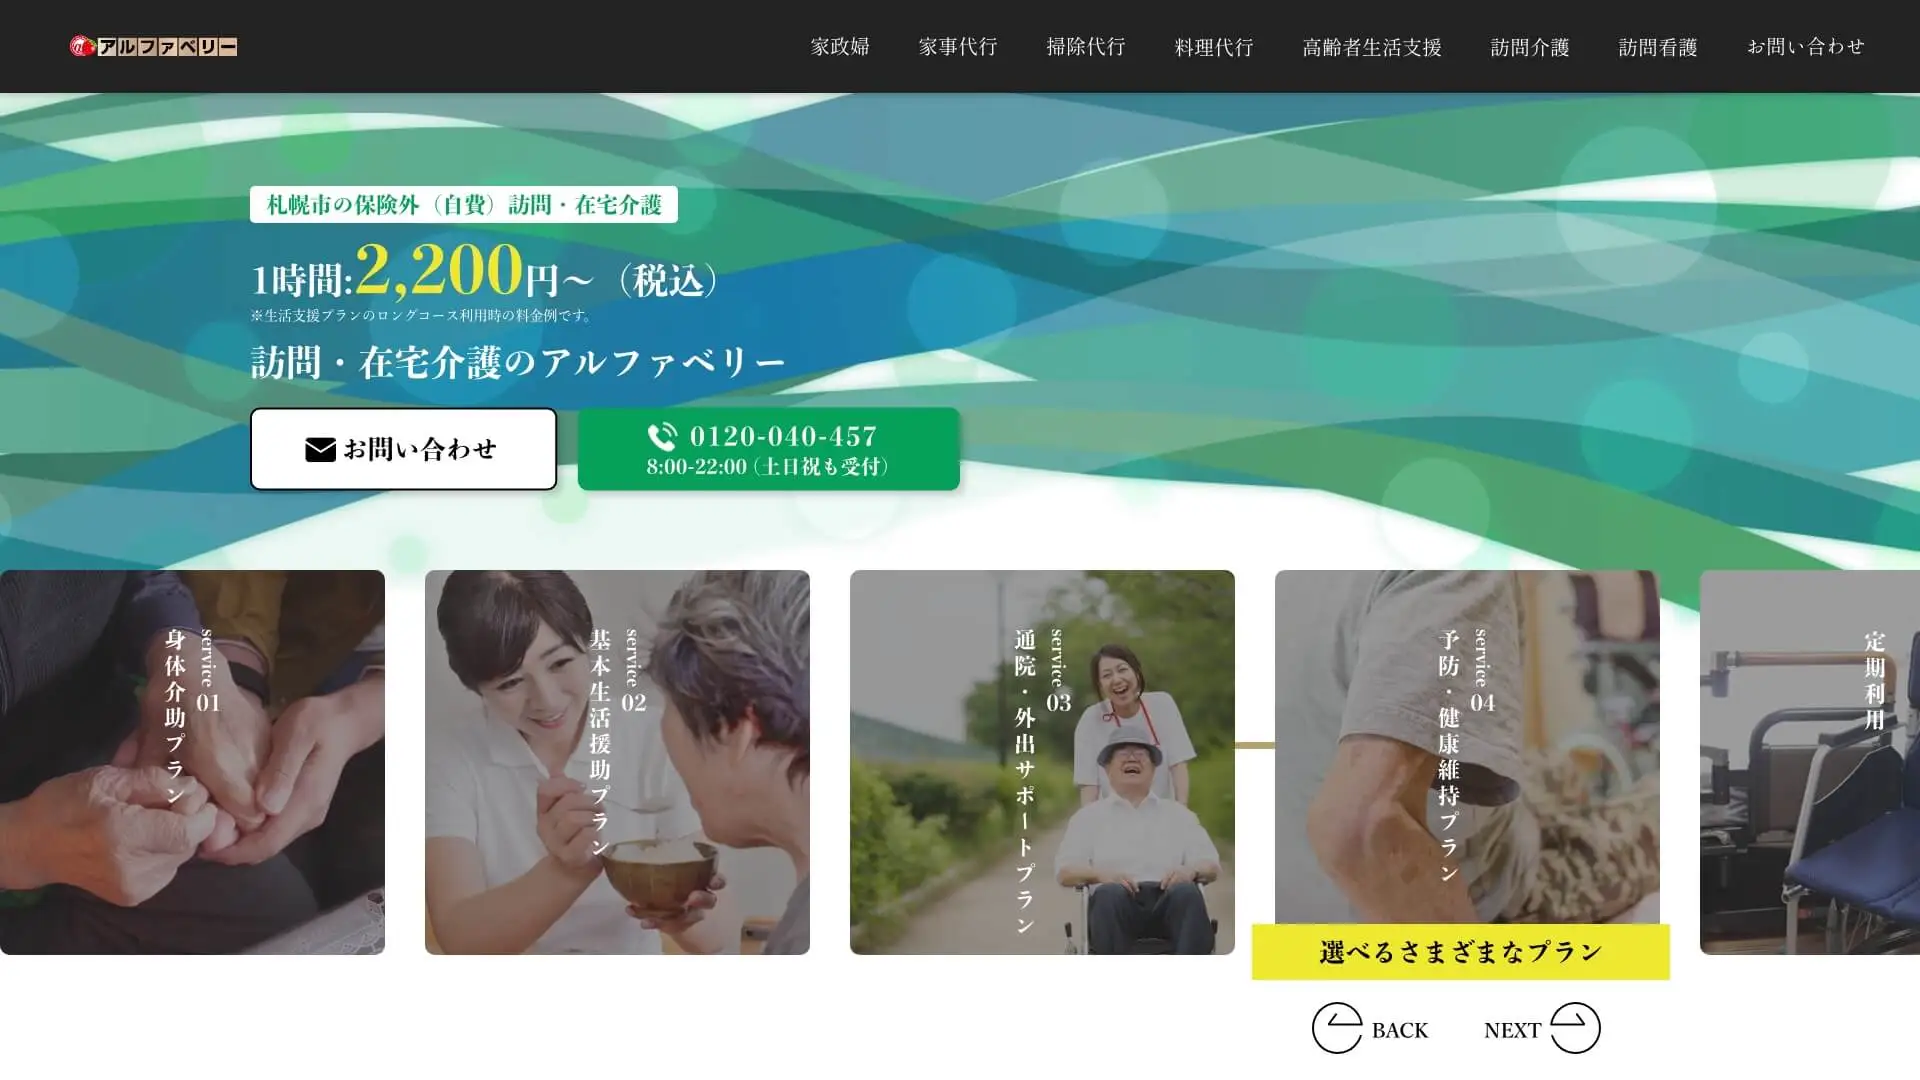 アルファベリー
家政婦
家事代行
掃除代行
料理代行
高齢者生活支援
訪問介護
訪問看護
お問い合わせ
札幌市の保険外（自費）訪問・在宅介護
1時間:2,200円～（税込）
※生活支援プランのロングコース利用時の料金例です。
訪問・在宅介護のアルファベリー
お問い合わせ
0120-040-457
8:00-22:00（土日祝も受付）
service 01
身体介助プラン
service 02
基本生活援助プラン
service 03
通院・外出サポートプラン
service 04
予防・健康維持プラン
定期利用
選べるさまざまなプラン
BACK
NEXT